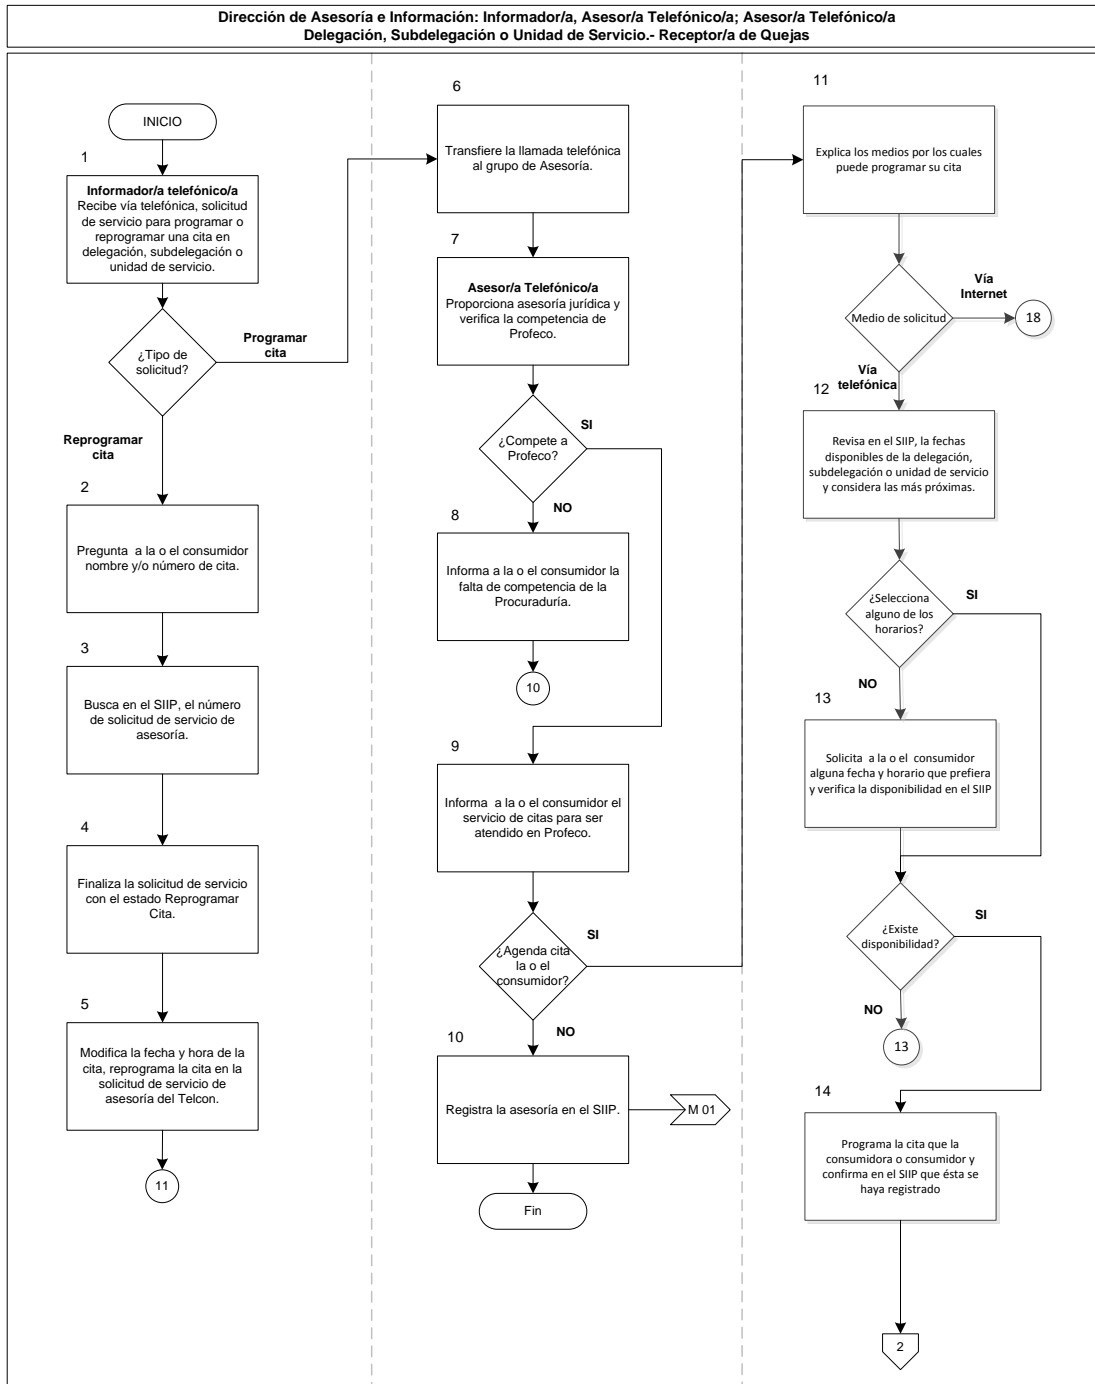 Dirección de Asesoría e Información: Informador/a, Asesor/a Telefónico/a; Asesor/a Telefónico/a
Delegación, Subdelegación o Unidad de Servicio.- Receptor/a de Quejas
INICIO
1
Informador/a telefónico/a
Recibe vía telefónica, solicitud
de servicio para programar o
reprogramar una cita en
delegación, subdelegación o
unidad de servicio.
¿Tipo de
solicitud?
Programar
cita
Reprogramar
cita
2
Pregunta a la o el consumidor
nombre y/o número de cita.
3
Busca en el SIIP, el número
de solicitud de servicio de
asesoría.
4
Finaliza la solicitud de servicio
con el estado Reprogramar
Cita.
5
Modifica la fecha y hora de la
cita, reprograma la cita en la
solicitud de servicio de
asesoría del Telcon.
11
6
Transfiere la llamada telefónica
al grupo de Asesoría.
7
Asesor/a Telefónico/a
Proporciona asesoría jurídica y
verifica la competencia de
Profeco.
¿Compete a
Profeco?
SI
NO
8
Informa a la o el consumidor la
falta de competencia de la
Procuraduría.
10
9
Informa a la o el consumidor el
servicio de citas para ser
atendido en Profeco.
¿Agenda cita
la o el
consumidor?
SI
NO
10
Registra la asesoría en el SIIP.
M 01
Fin
11
Explica los medios por los cuales
puede programar su cita
Medio de solicitud
Vía
Internet
18
Vía
telefónica
12
Revisa en el SIIP, la fechas
disponibles de la delegación,
subdelegación o unidad de servicio
y considera las más próximas.
¿Selecciona
alguno de los
horarios?
SI
NO
13
Solicita a la o el consumidor
alguna fecha y horario que prefiera
y verifica la disponibilidad en el SIIP
¿Existe
disponibilidad?
SI
NO
13
14
Programa la cita que la
consumidora o consumidor y
confirma en el SIIP que ésta se
haya registrado
2